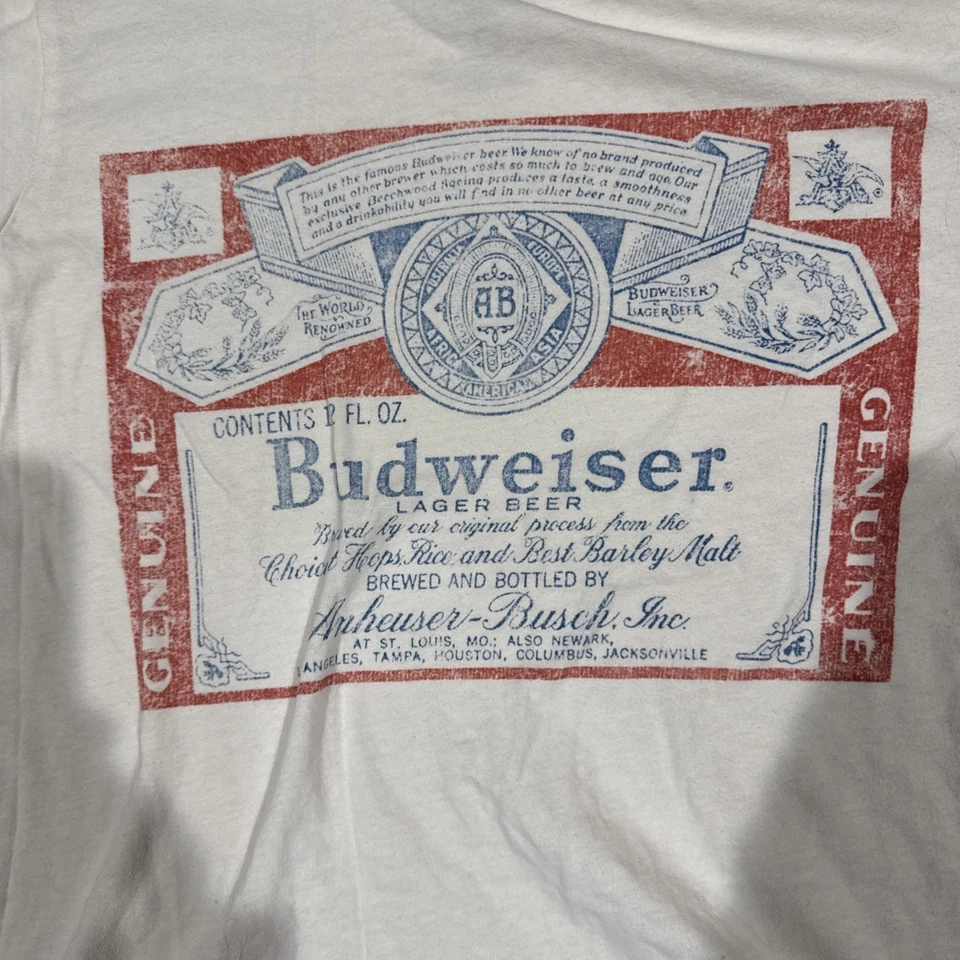 This is the famous Budweiser beer. We know of no brand produced
by any other brewer which costs so much to brew and age. Our
exclusive Beechwood Ageing produces a taste, a smoothness
and a drinkability you will find in no other beer at any price.
THE WORLD
RENOWNED
BUDWEISER
LAGER BEER
EUROPE
ASIA
AMERICA
AB
GENUINE
GENUINE
CONTENTS 12 FL. OZ.
Budweiser®
LAGER BEER
Brewed by our original process from the
Choicest Hops, Rice and Best Barley Malt
BREWED AND BOTTLED BY
Anheuser-Busch, Inc.
AT ST. LOUIS, MO.; ALSO NEWARK,
ANGELES, TAMPA, HOUSTON, COLUMBUS, JACKSONVILLE